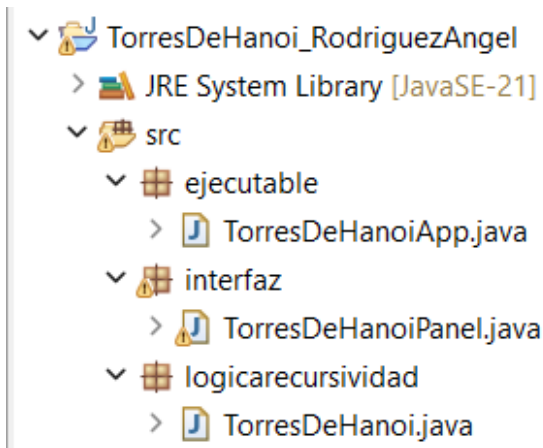 TorresDeHanoi_RodriguezAngel
JRE System Library [JavaSE-21]
src
ejecutable
TorresDeHanoiApp.java
interfaz
TorresDeHanoiPanel.java
logicarecursividad
TorresDeHanoi.java